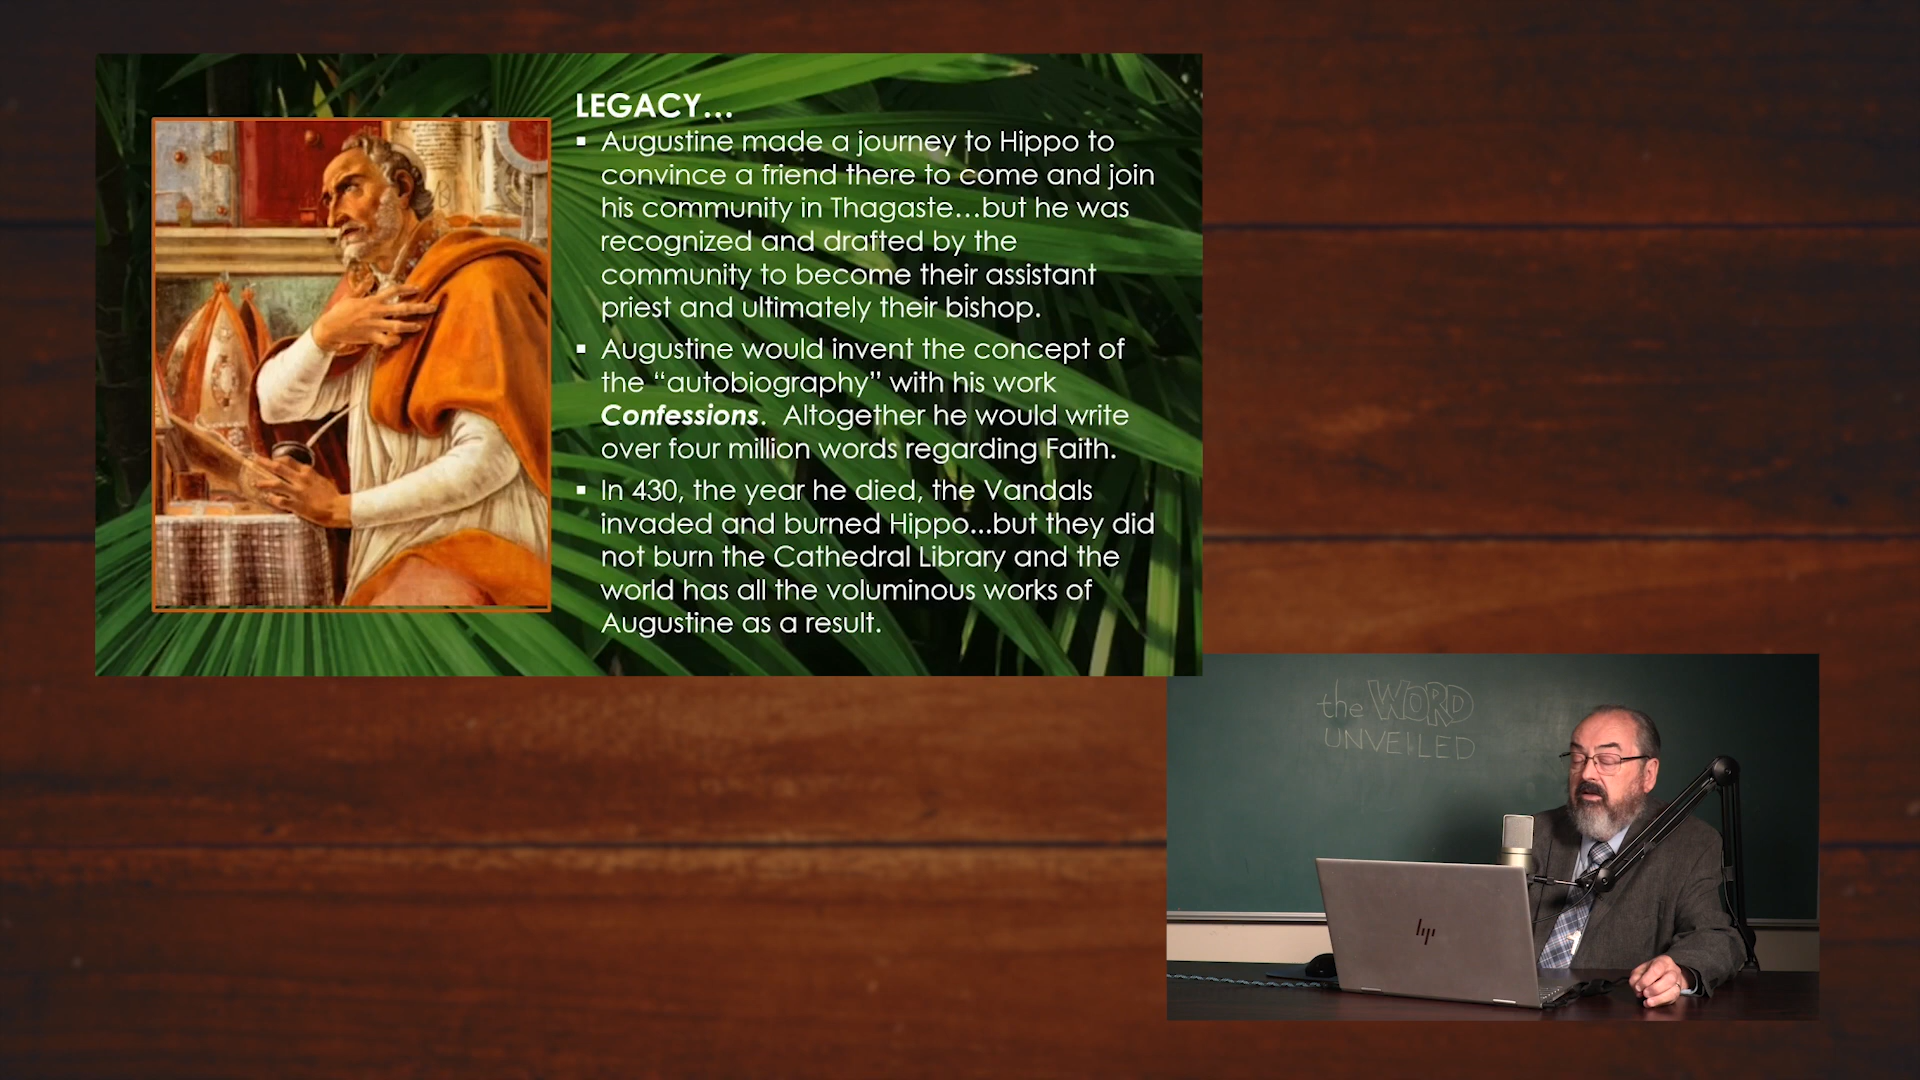 LEGACY…
▪ Augustine made a journey to Hippo to
convince a friend there to come and join
his community in Thagaste…but he was
recognized and drafted by the
community to become their assistant
priest and ultimately their bishop.
▪ Augustine would invent the concept of
the “autobiography” with his work
Confessions. Altogether he would write
over four million words regarding Faith.
▪ In 430, the year he died, the Vandals
invaded and burned Hippo...but they did
not burn the Cathedral Library and the
world has all the voluminous works of
Augustine as a result.
the WORD
UNVEILED
hp